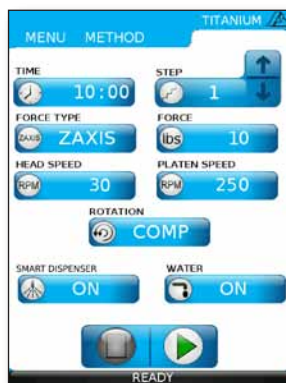 TITANIUM
MENU METHOD
TIME STEP
10:00 1
FORCE TYPE FORCE
ZAXIS ZAXIS lbs 10
HEAD SPEED PLATEN SPEED
RPM 30 RPM 250
ROTATION
COMP
SMART DISPENSER WATER
ON ON
READY